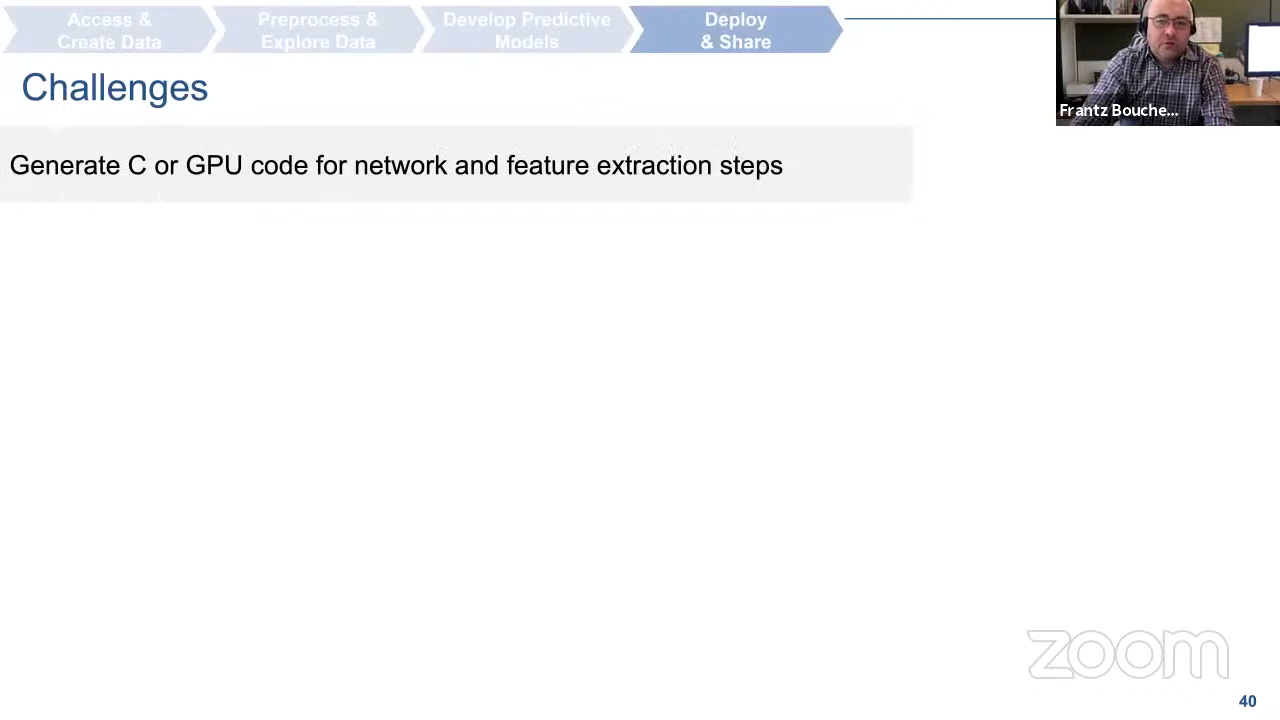 Access &
Create Data
Preprocess &
Explore Data
Develop Predictive
Models
Deploy
& Share
Frantz Bouche...
Challenges
Generate C or GPU code for network and feature extraction steps
zoom
40